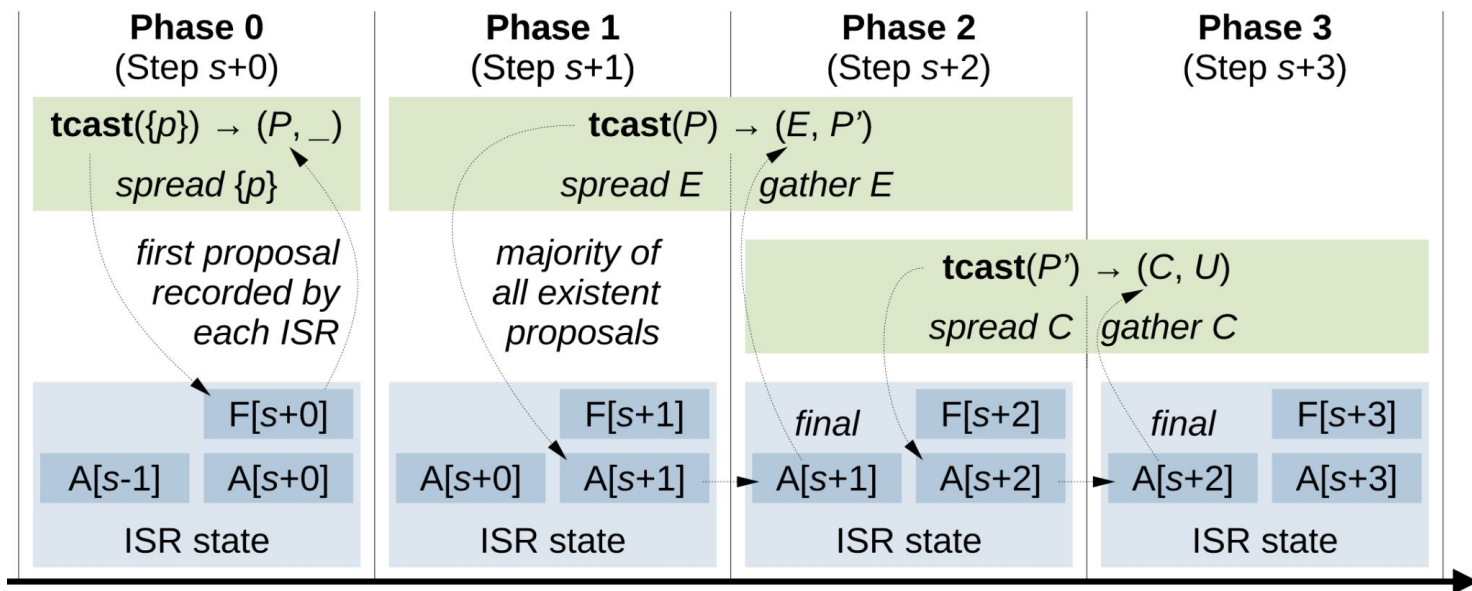 Phase 0
(Step s+0)
Phase 1
(Step s+1)
Phase 2
(Step s+2)
Phase 3
(Step s+3)
tcast({p}) → (P, _)
spread {p}
tcast(P) → (E, P’)
spread E
gather E
first proposal
recorded by
each ISR
majority of
all existent
proposals
tcast(P’) → (C, U)
spread C
gather C
F[s+0]
A[s-1]
A[s+0]
ISR state
F[s+1]
A[s+0]
A[s+1]
ISR state
final
F[s+2]
A[s+1]
A[s+2]
ISR state
final
F[s+3]
A[s+2]
A[s+3]
ISR state